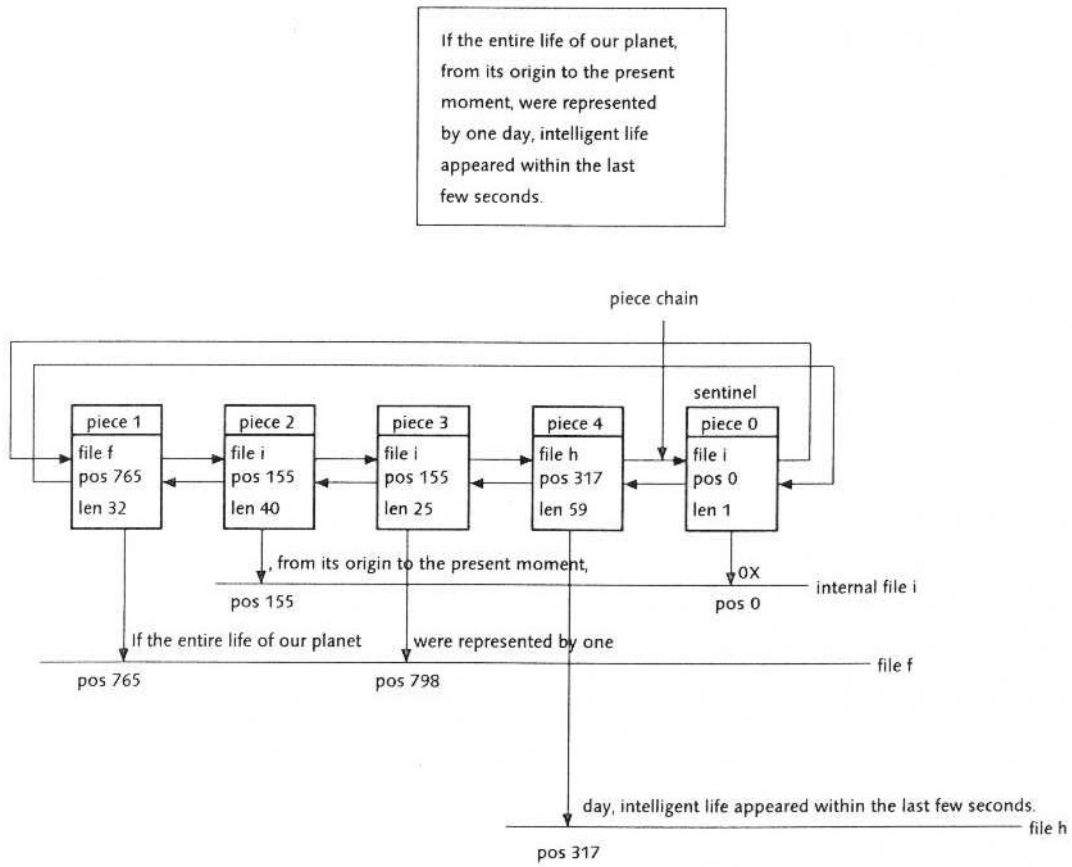 If the entire life of our planet,
from its origin to the present
moment, were represented
by one day, intelligent life
appeared within the last
few seconds.
piece chain
sentinel
piece 1
file f
pos 765
len 32
piece 2
file i
pos 155
len 40
piece 3
file i
pos 155
len 25
piece 4
file h
pos 317
len 59
piece 0
file i
pos 0
len 1
, from its origin to the present moment,
0X
internal file i
pos 155
pos 0
If the entire life of our planet
were represented by one
file f
pos 765
pos 798
day, intelligent life appeared within the last few seconds.
file h
pos 317